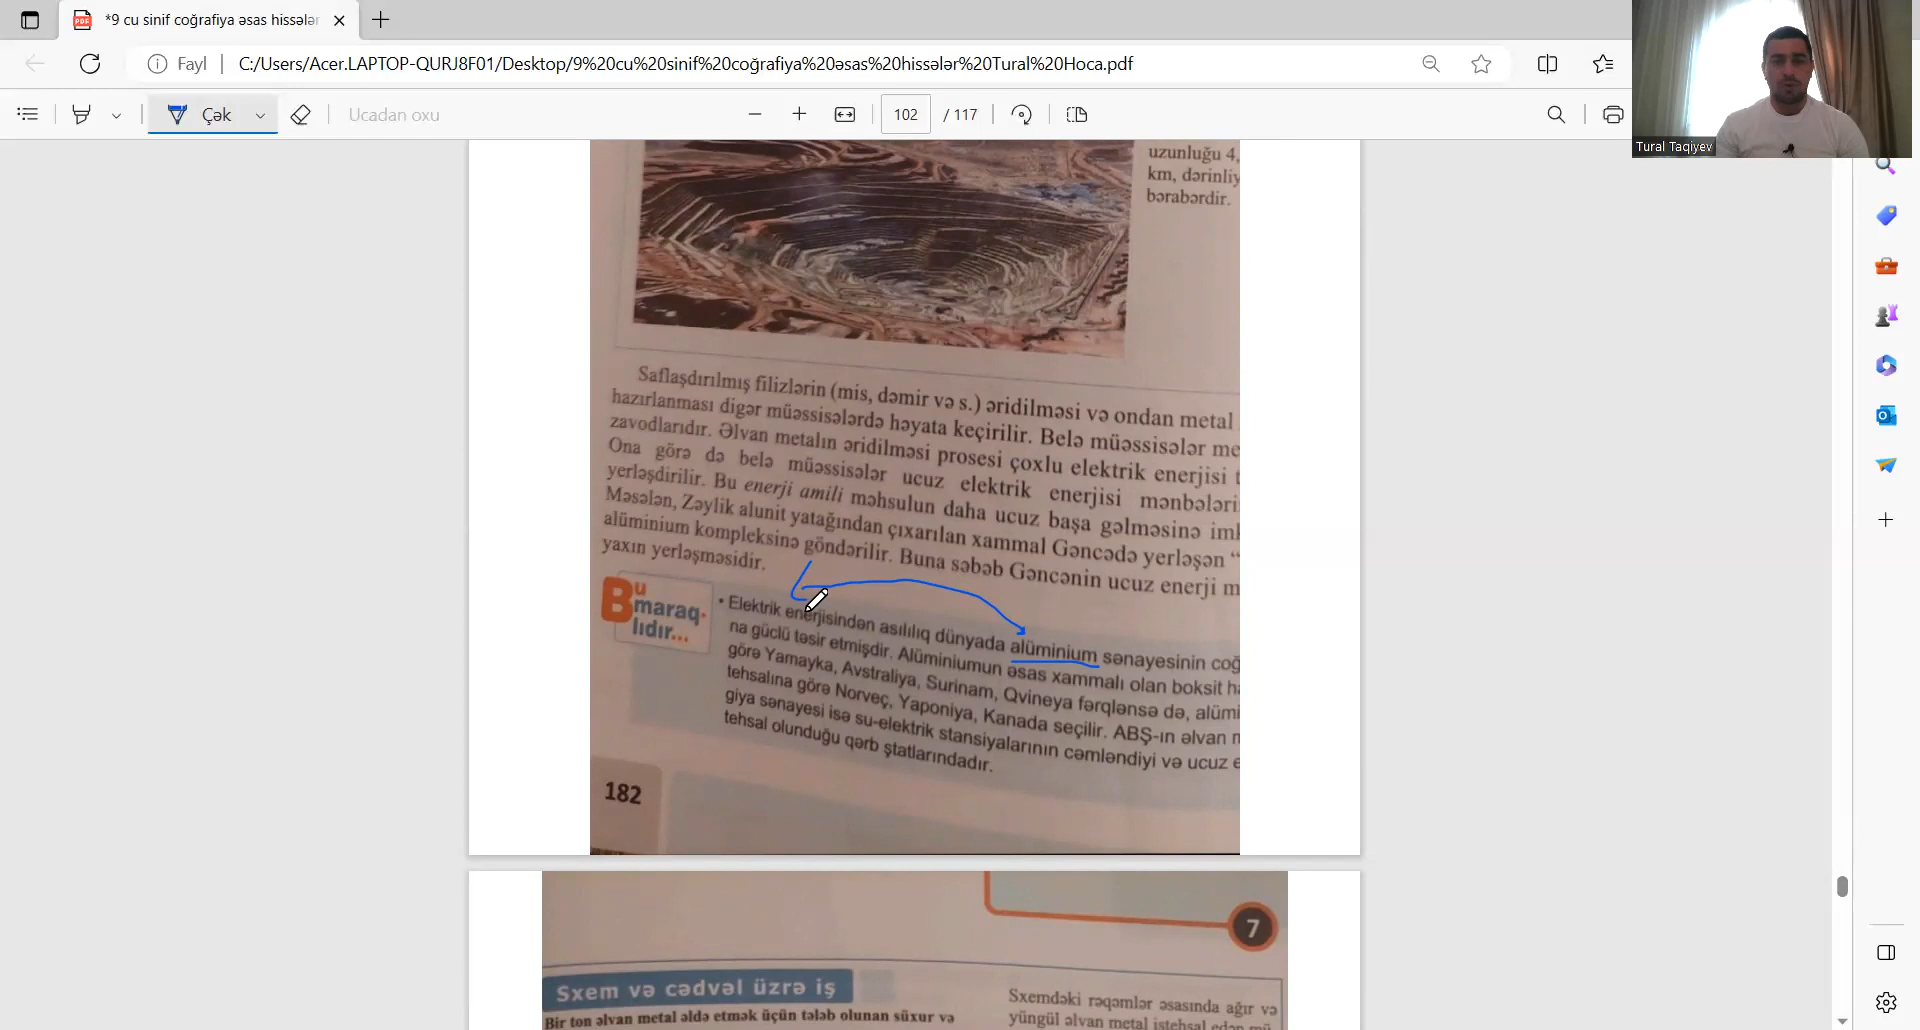 *9 cu sinif coğrafiya əsas hissələr
Fayl
C:/Users/Acer.LAPTOP-QURJ8F01/Desktop/9%20cu%20sinif%20coğrafiya%20əsas%20hissələr%20Tural%20Hoca.pdf
Çək
Ucadan oxu
102 / 117
Tural Taqiyev
uzunluğu 4,
km, dərinliy
bərabərdir.
Saflaşdırılmış filizlərin (mis, dəmir və s.) əridilməsi və ondan metal
hazırlanması digər müəssisələrdə həyata keçirilir. Belə müəssisələr me
zavodlarıdır. Əlvan metalın əridilməsi prosesi çoxlu elektrik enerjisi t
Ona görə də belə müəssisələr ucuz elektrik enerjisi mənbələri
yerləşdirilir. Bu enerji amili məhsulun daha ucuz başa gəlməsinə iml
Məsələn, Zəylik alunit yatağından çıxarılan xammal Gəncədə yerləşən “
alüminium kompleksinə göndərilir. Buna səbəb Gəncənin ucuz enerji m
yaxın yerləşməsidir.
Bu
maraq-
lıdır...
• Elektrik enerjisindən asılılıq dünyada alüminium sənayesinin coğ
na güclü təsir etmişdir. Alüminiumun əsas xammalı olan boksit ha
görə Yamayka, Avstraliya, Surinam, Qvineya fərqlənsə də, alümi
tehsalına görə Norveç, Yaponiya, Kanada seçilir. ABŞ-ın əlvan m
giya sənayesi isə su-elektrik stansiyalarının cəmləndiyi və ucuz e
tehsal olunduğu qərb ştatlarındadır.
182
7
Sxem və cədvəl üzrə iş
Bir ton əlvan metal əldə etmək üçün tələb olunan süxur və
Sxemdəki rəqəmlər əsasında ağır və
yüngül əlvan metal istehsal edən mü